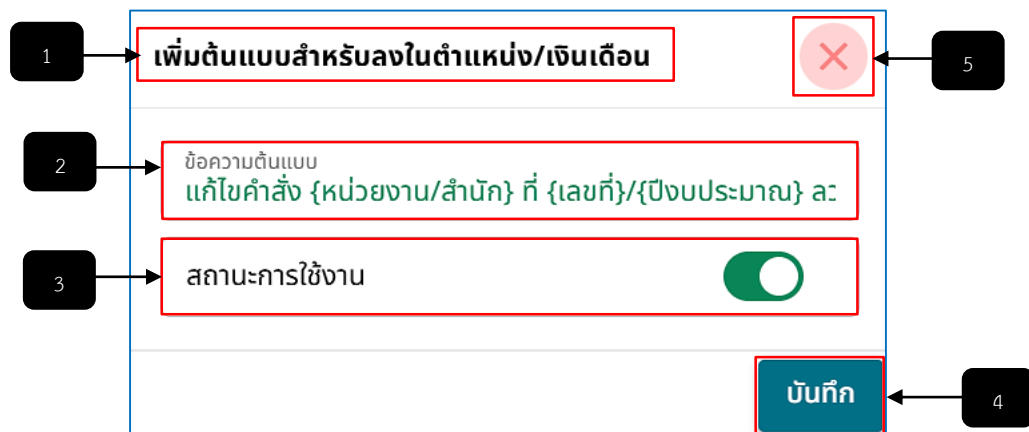 1
เพิ่มต้นแบบสำหรับลงในตำแหน่ง/เงินเดือน
5
2
ข้อความต้นแบบ
แก้ไขคำสั่ง {หน่วยงาน/สำนัก} ที่ {เลขที่}/{ปีงบประมาณ}
3
สถานะการใช้งาน
บันทึก
4